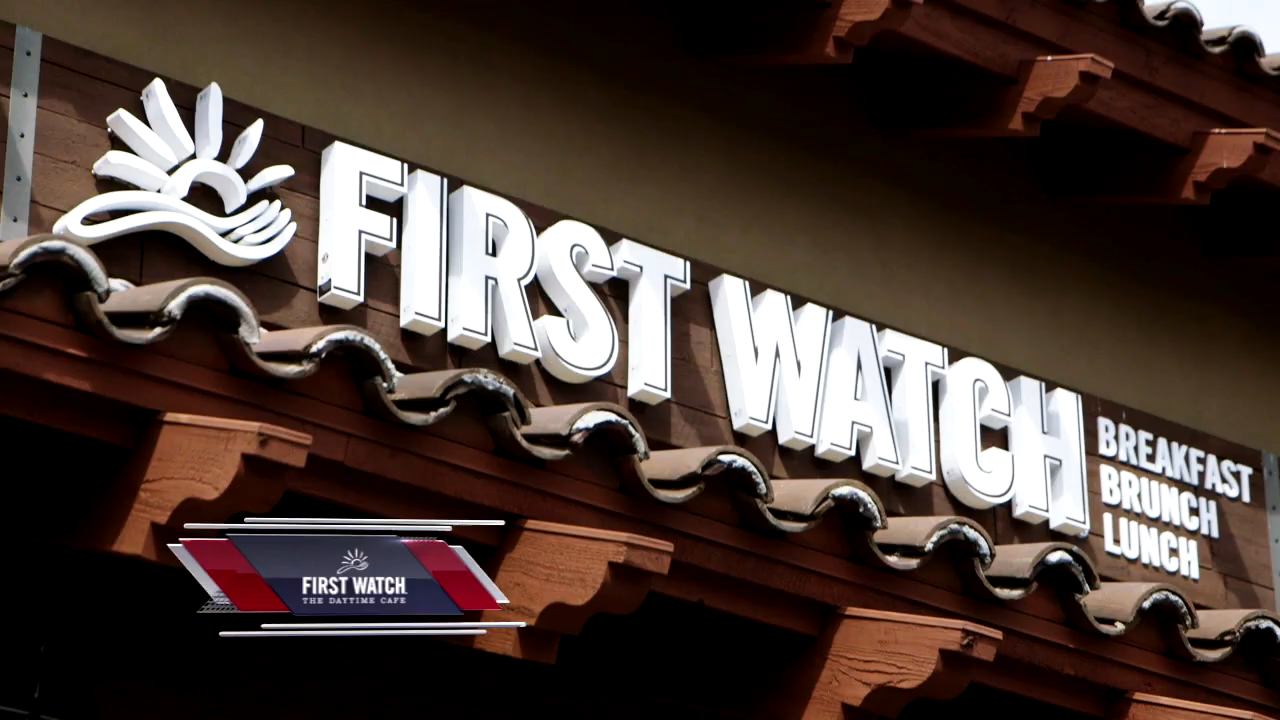 FIRST WATCH
BREAKFAST
BRUNCH
LUNCH
FIRST WATCH
THE DAYTIME CAFE